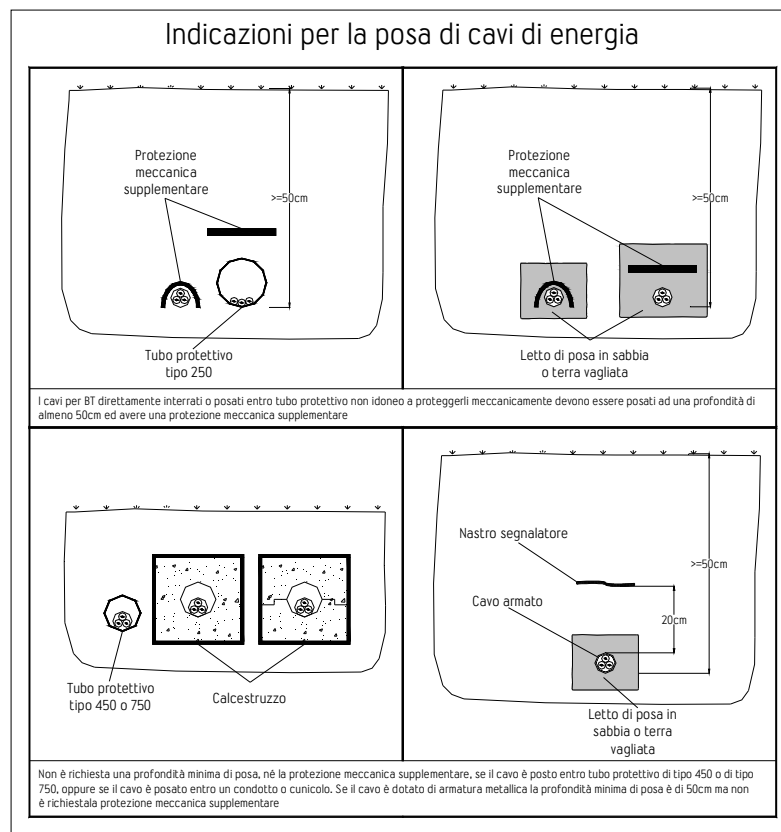 Indicazioni per la posa di cavi di energia
Protezione
meccanica
supplementare
>=50cm
Tubo protettivo
tipo 250
Protezione
meccanica
supplementare
>=50cm
Letto di posa in sabbia
o terra vagliata
I cavi per BT direttamente interrati o posati entro tubo protettivo non idoneo a proteggerli meccanicamente devono essere posati ad una profondità di
almeno 50cm ed avere una protezione meccanica supplementare
Tubo protettivo
tipo 450 o 750
Calcestruzzo
Nastro segnalatore
>=50cm
Cavo armato
20cm
Letto di posa in
sabbia o terra
vagliata
Non è richiesta una profondità minima di posa, né la protezione meccanica supplementare, se il cavo è posto entro tubo protettivo di tipo 450 o di tipo
750, oppure se il cavo è posato entro un condotto o cunicolo. Se il cavo è dotato di armatura metallica la profondità minima di posa è di 50cm ma non
è richiestala protezione meccanica supplementare